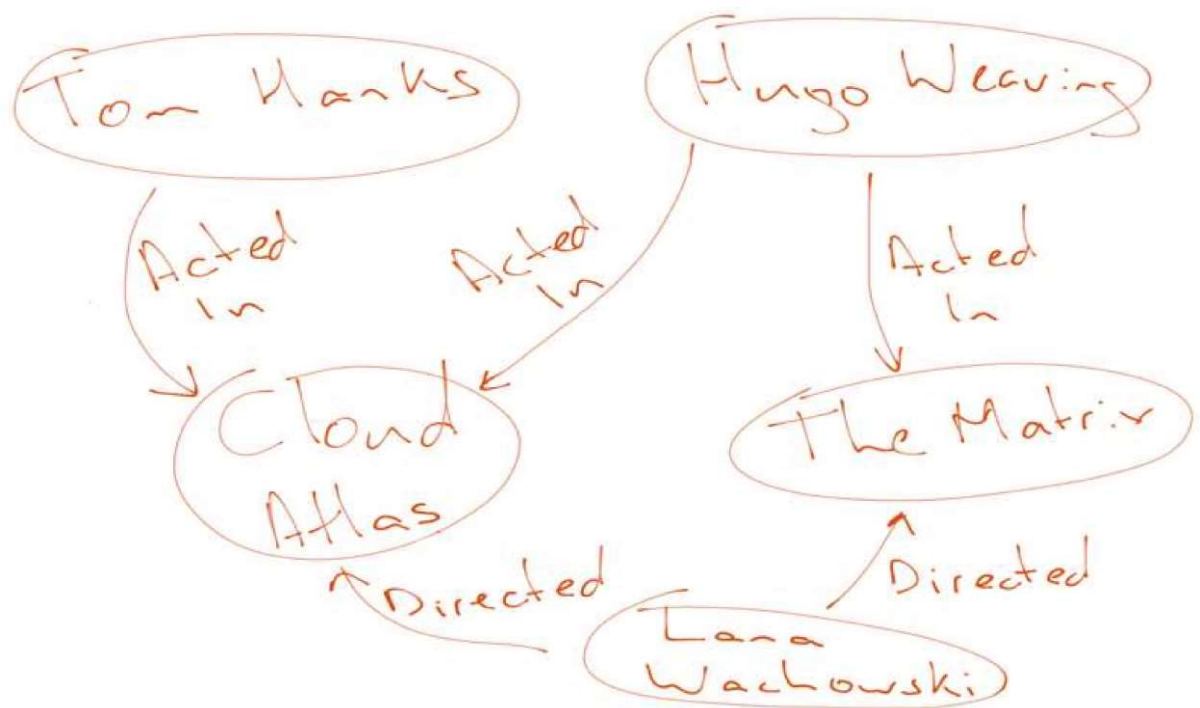 Tom Hanks
Hugo Weaving
Acted
In
Acted
In
Acted
In
Cloud
Atlas
The Matrix
Directed
Directed
Lana
Wachowski